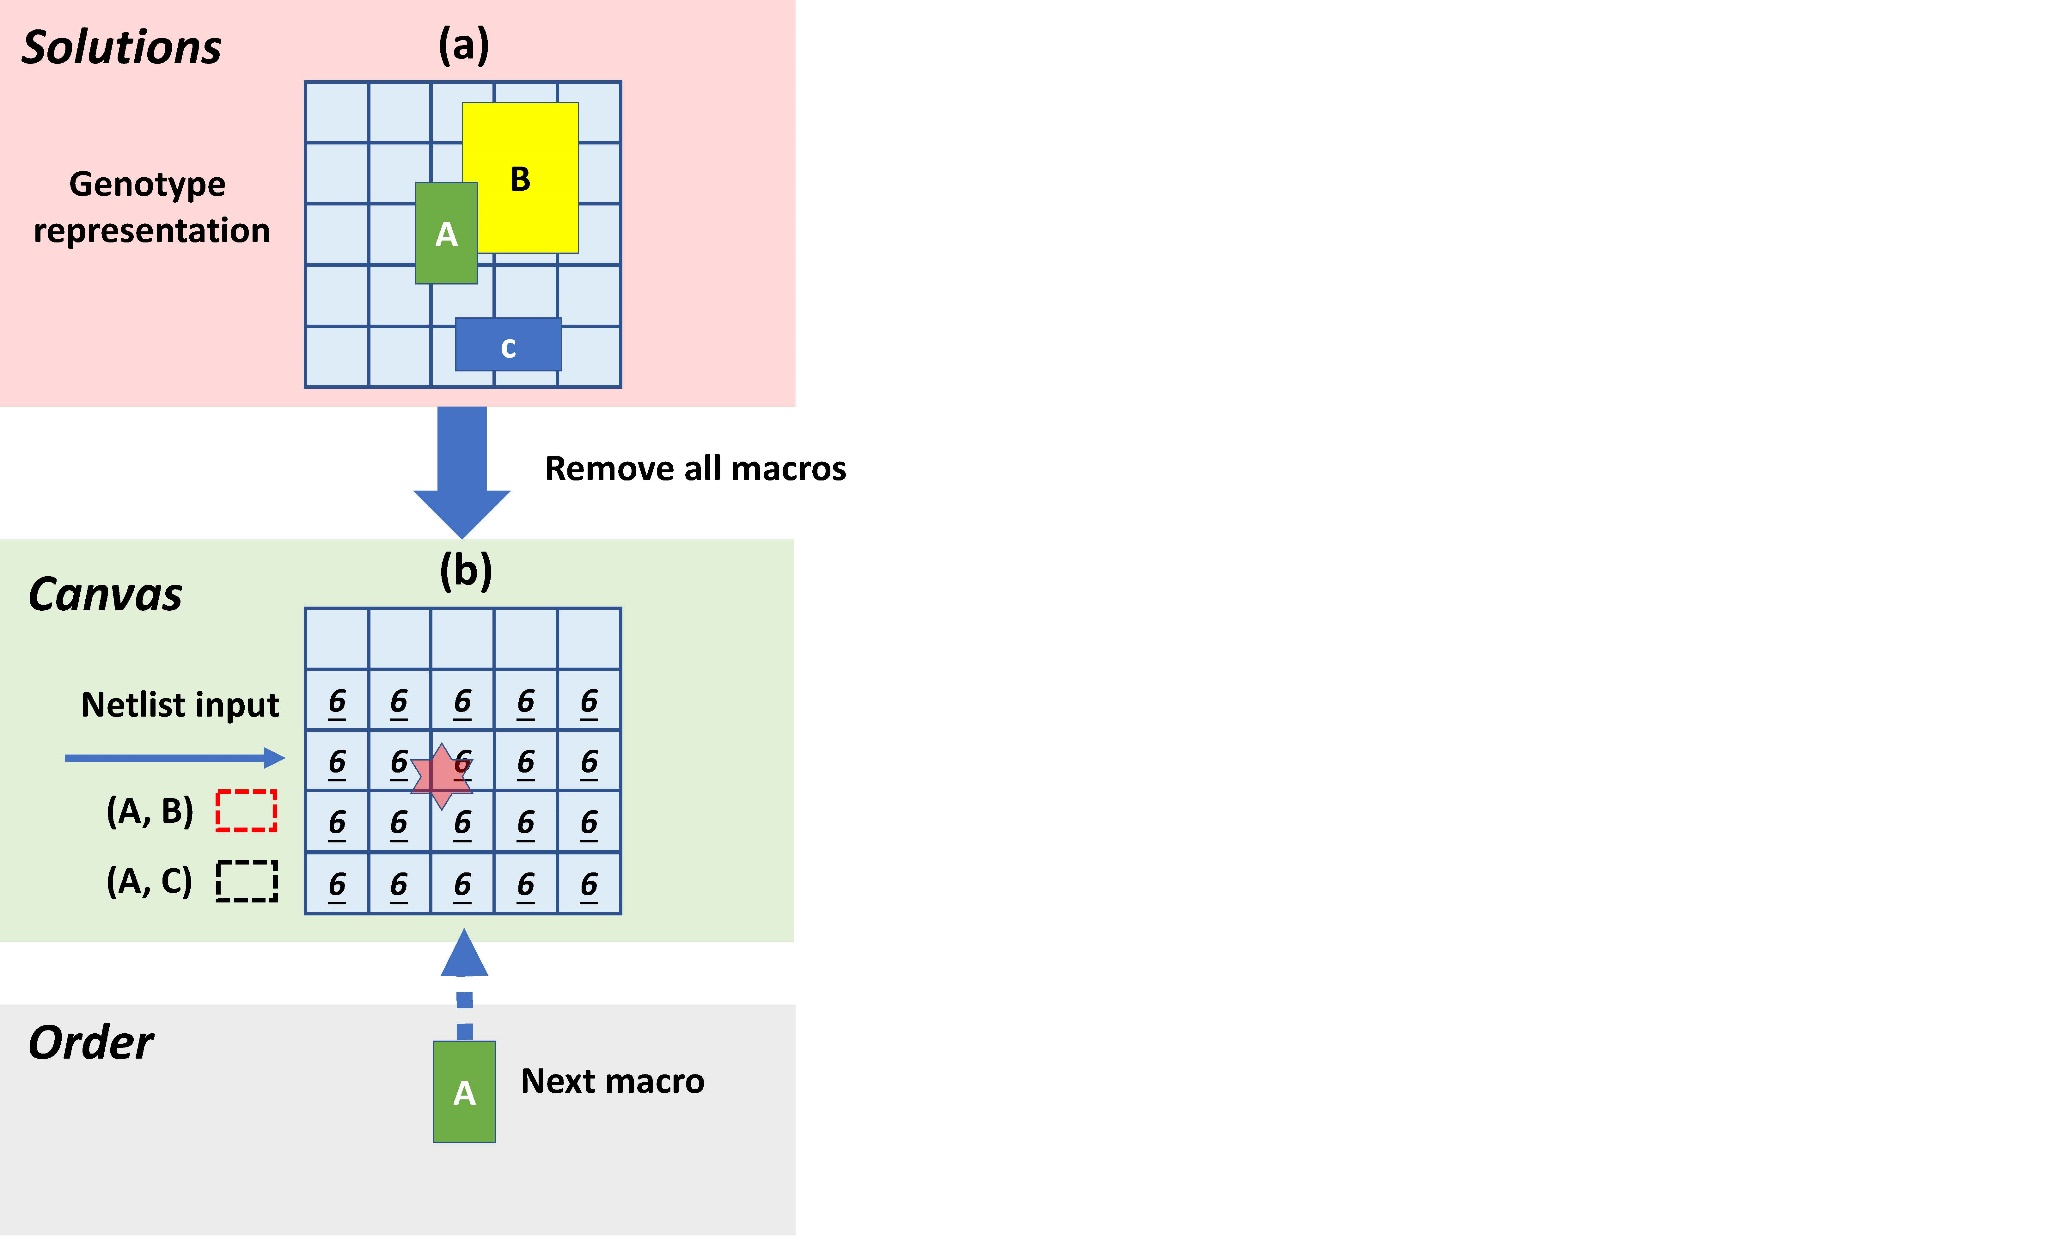 Solutions
(a)
Genotype
representation
B
A
c
Remove all macros
Canvas
(b)
Netlist input
6 6 6 6 6
6 6 6 6 6
(A, B)
6 6 6 6 6
(A, C)
6 6 6 6 6
Order
A
Next macro